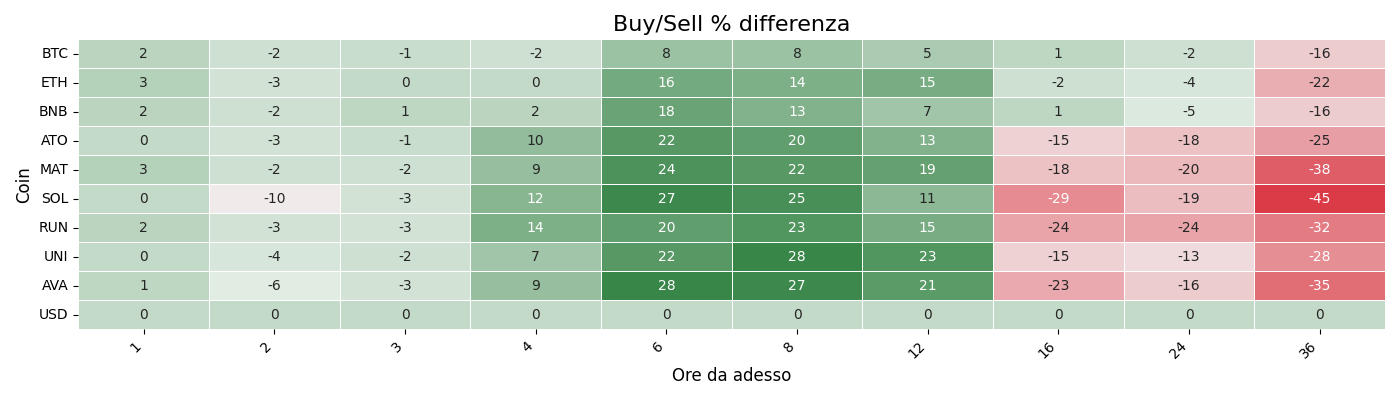 Buy/Sell % differenza
Coin
BTC 2 -2 -1 -2 8 8 5 1 -2 -16
ETH 3 -3 0 0 16 14 15 -2 -4 -22
BNB 2 -2 1 2 18 13 7 1 -5 -16
ATO 0 -3 -1 10 22 20 13 -15 -18 -25
MAT 3 -2 -2 9 24 22 19 -18 -20 -38
SOL 0 -10 -3 12 27 25 11 -29 -19 -45
RUN 2 -3 -3 14 20 23 15 -24 -24 -32
UNI 0 -4 -2 7 22 28 23 -15 -13 -28
AVA 1 -6 -3 9 28 27 21 -23 -16 -35
USD 0 0 0 0 0 0 0 0 0 0
1 2 3 4 6 8 12 16 24 36
Ore da adesso